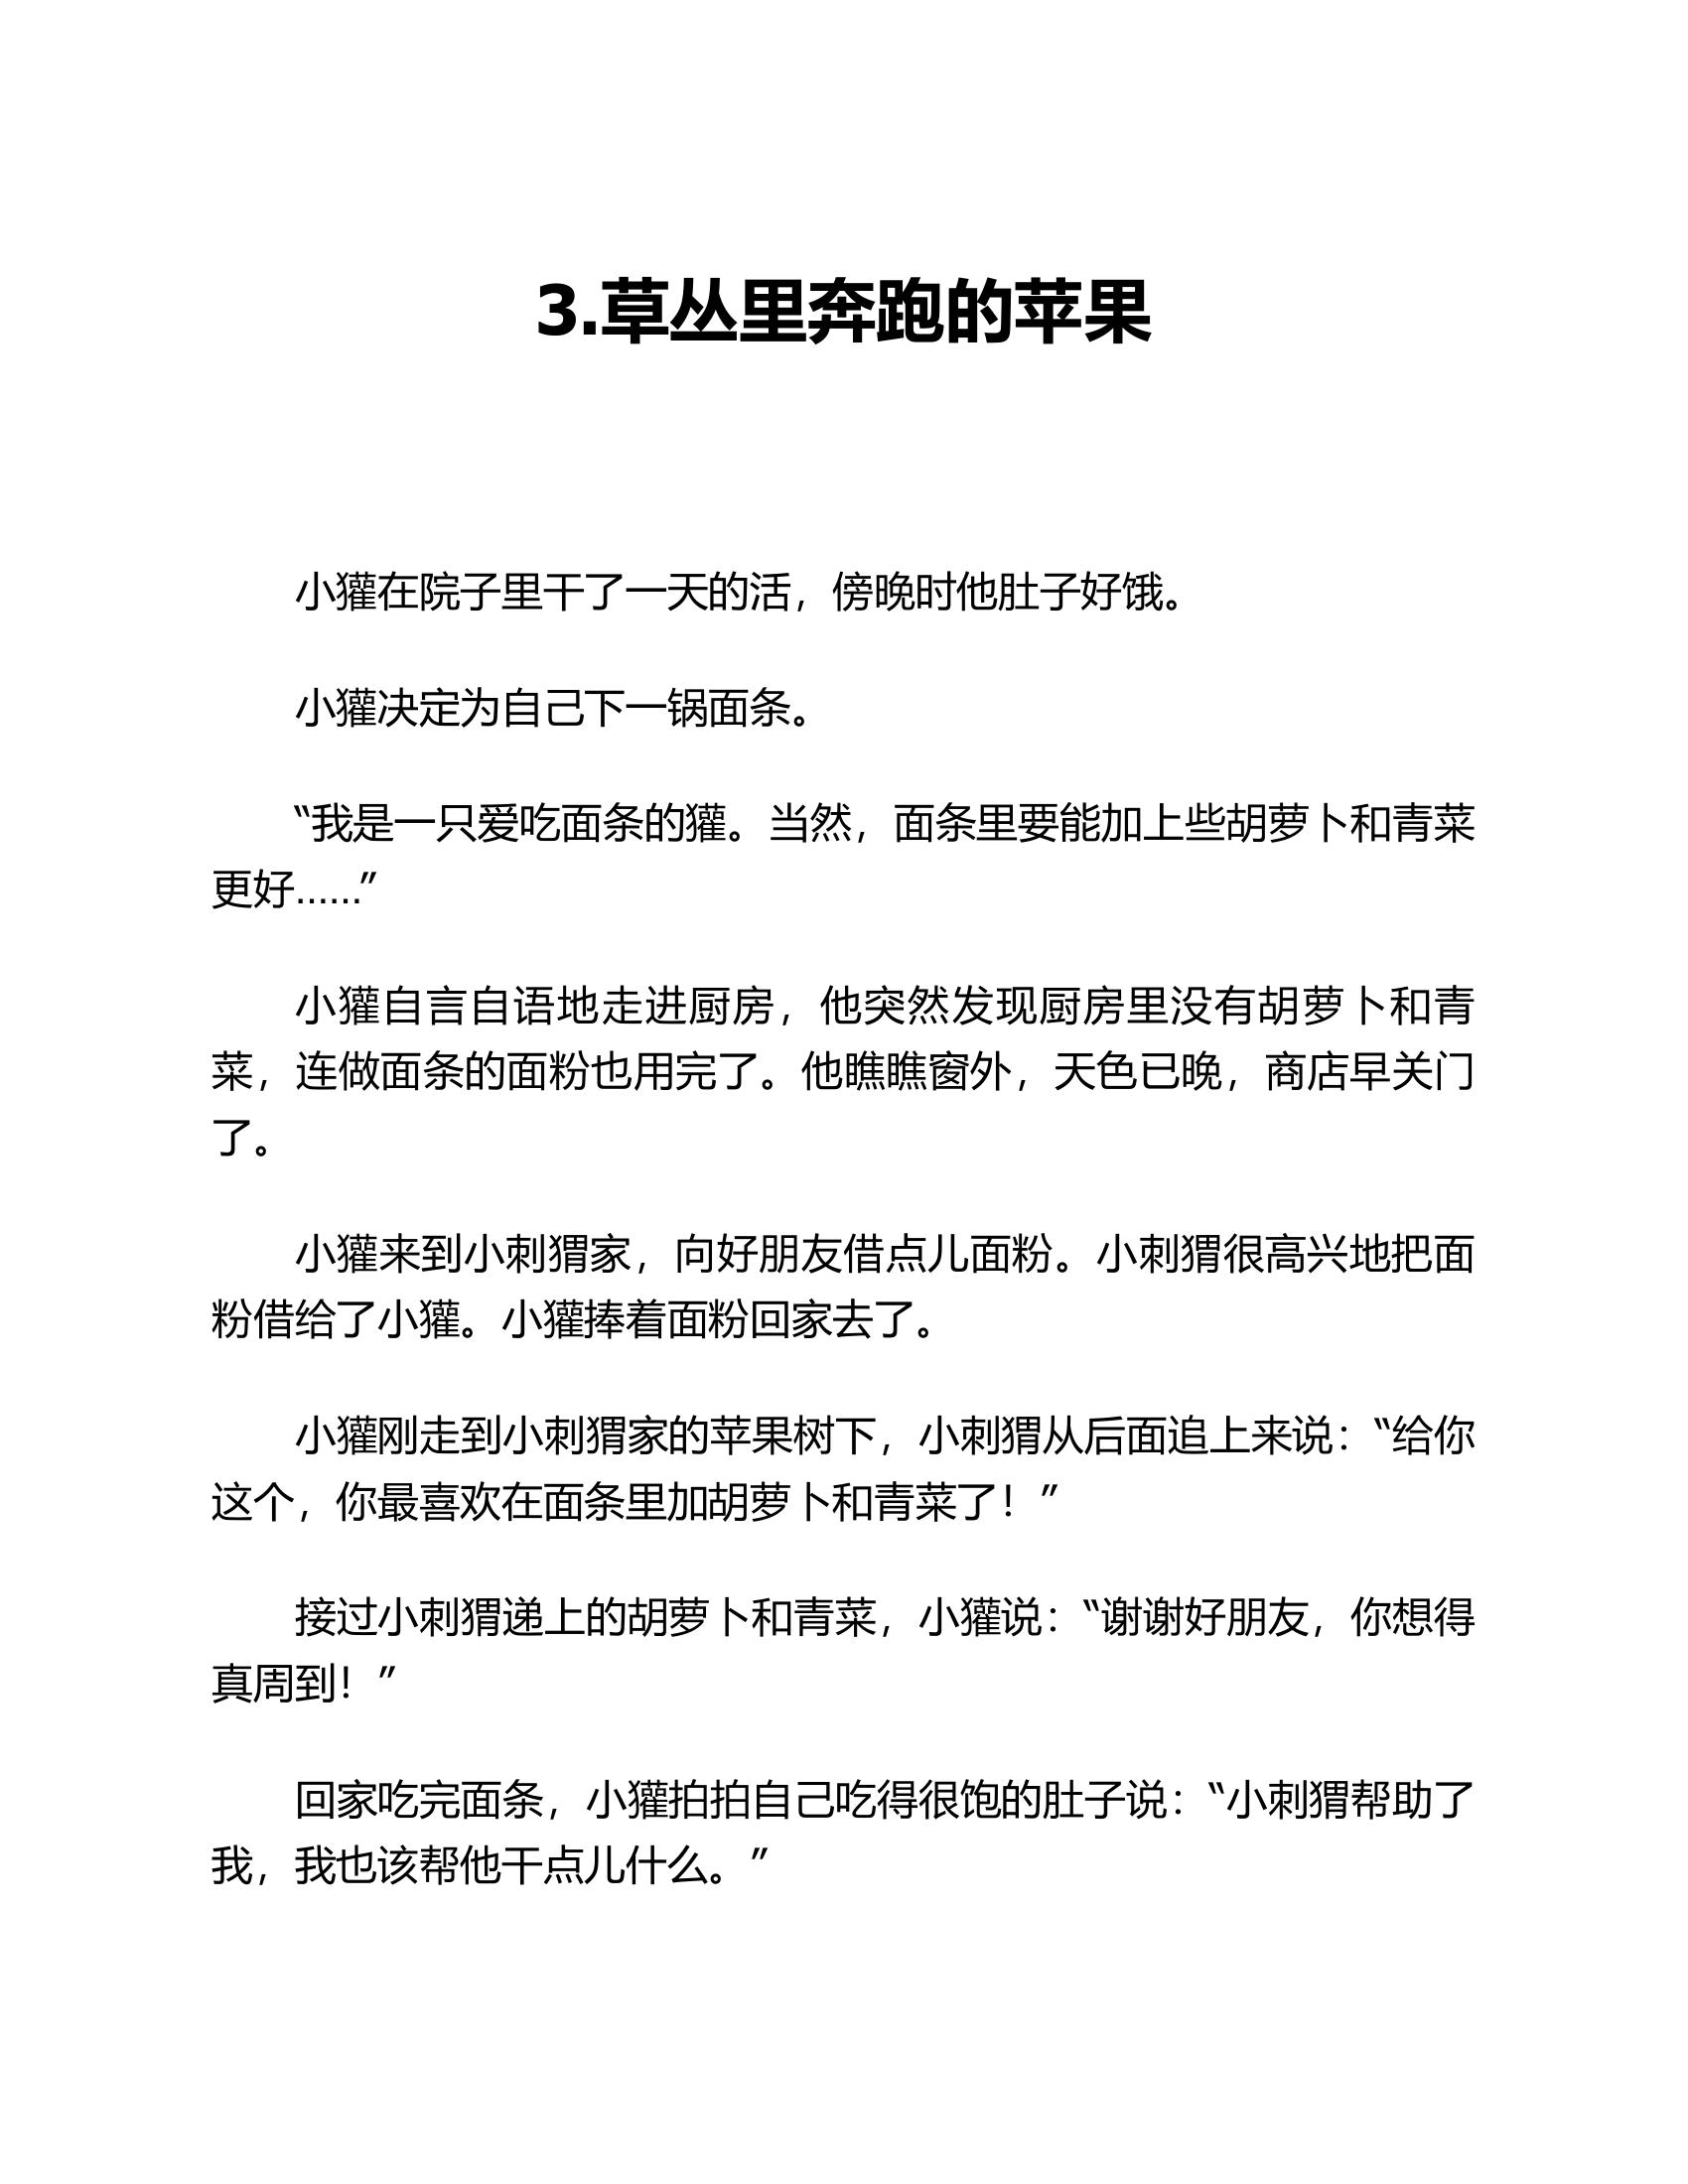 3.草丛里奔跑的苹果
小獾在院子里干了一天的活，傍晚时他肚子好饿。
小獾决定为自己下一锅面条。
“我是一只爱吃面条的獾。当然，面条里要能加上些胡萝卜和青菜
更好……”
小獾自言自语地走进厨房，他突然发现厨房里没有胡萝卜和青
菜，连做面条的面粉也用完了。他瞧瞧窗外，天色已晚，商店早关门
了。
小獾来到小刺猬家，向好朋友借点儿面粉。小刺猬很高兴地把面
粉借给了小獾。小獾捧着面粉回家去了。
小獾刚走到小刺猬家的苹果树下，小刺猬从后面追上来说：“给你
这个，你最喜欢在面条里加胡萝卜和青菜了！”
接过小刺猬递上的胡萝卜和青菜，小獾说：“谢谢好朋友，你想得
真周到！”
回家吃完面条，小獾拍拍自己吃得很饱的肚子说：“小刺猬帮助了
我，我也该帮他干点儿什么。”